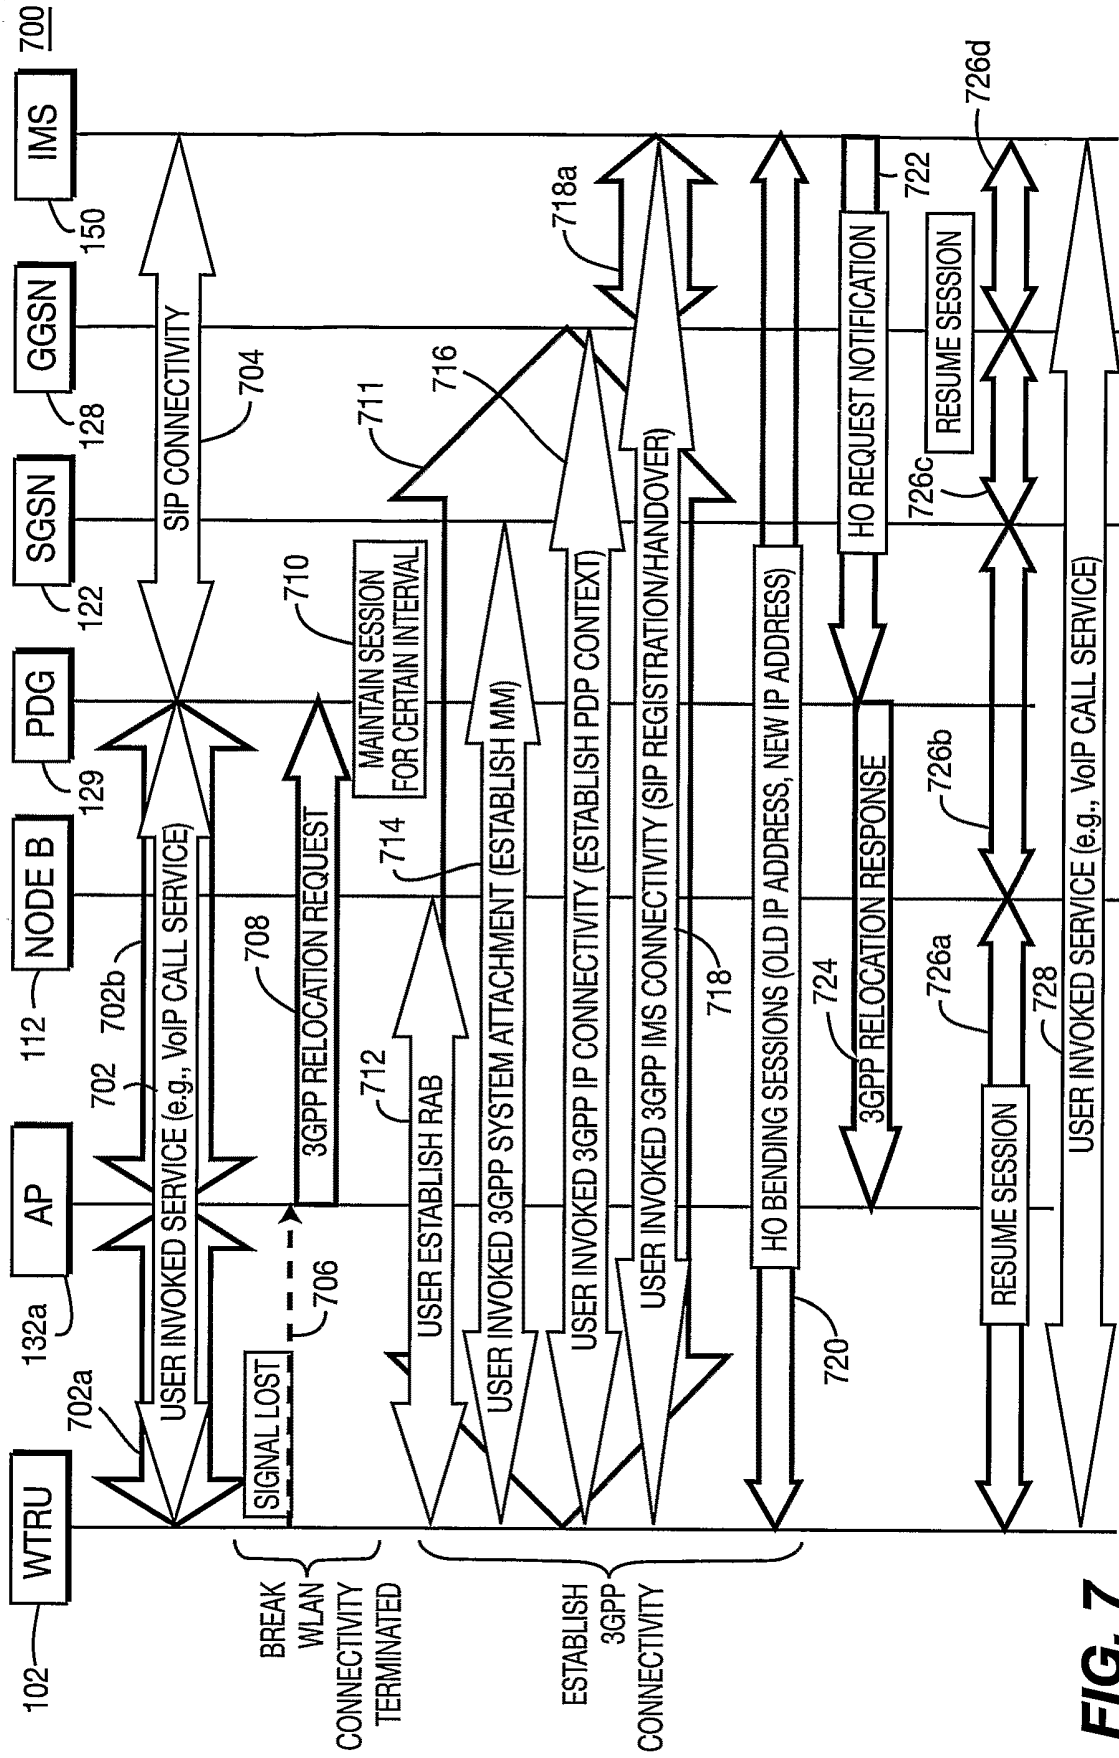 700
WTRU
AP
NODE B
PDG
SGSN
GGSN
IMS
102
132a
112
129
122
128
150
702a
702
702b
USER INVOKED SERVICE (e.g., VoIP CALL SERVICE)
SIP CONNECTIVITY
704
BREAK
WLAN
CONNECTIVITY
TERMINATED
SIGNAL LOST
706
708
3GPP RELOCATION REQUEST
710
MAINTAIN SESSION
FOR CERTAIN INTERVAL
711
ESTABLISH
3GPP
CONNECTIVITY
712
USER ESTABLISH RAB
714
USER INVOKED 3GPP SYSTEM ATTACHMENT (ESTABLISH MM)
716
USER INVOKED 3GPP IP CONNECTIVITY (ESTABLISH PDP CONTEXT)
718a
USER INVOKED 3GPP IMS CONNECTIVITY (SIP REGISTRATION/HANDOVER)
718
HO BENDING SESSIONS (OLD IP ADDRESS, NEW IP ADDRESS)
720
HO REQUEST NOTIFICATION
722
724
3GPP RELOCATION RESPONSE
726a
726b
726c
726d
RESUME SESSION
RESUME SESSION
728
USER INVOKED SERVICE (e.g., VoIP CALL SERVICE)
FIG. 7